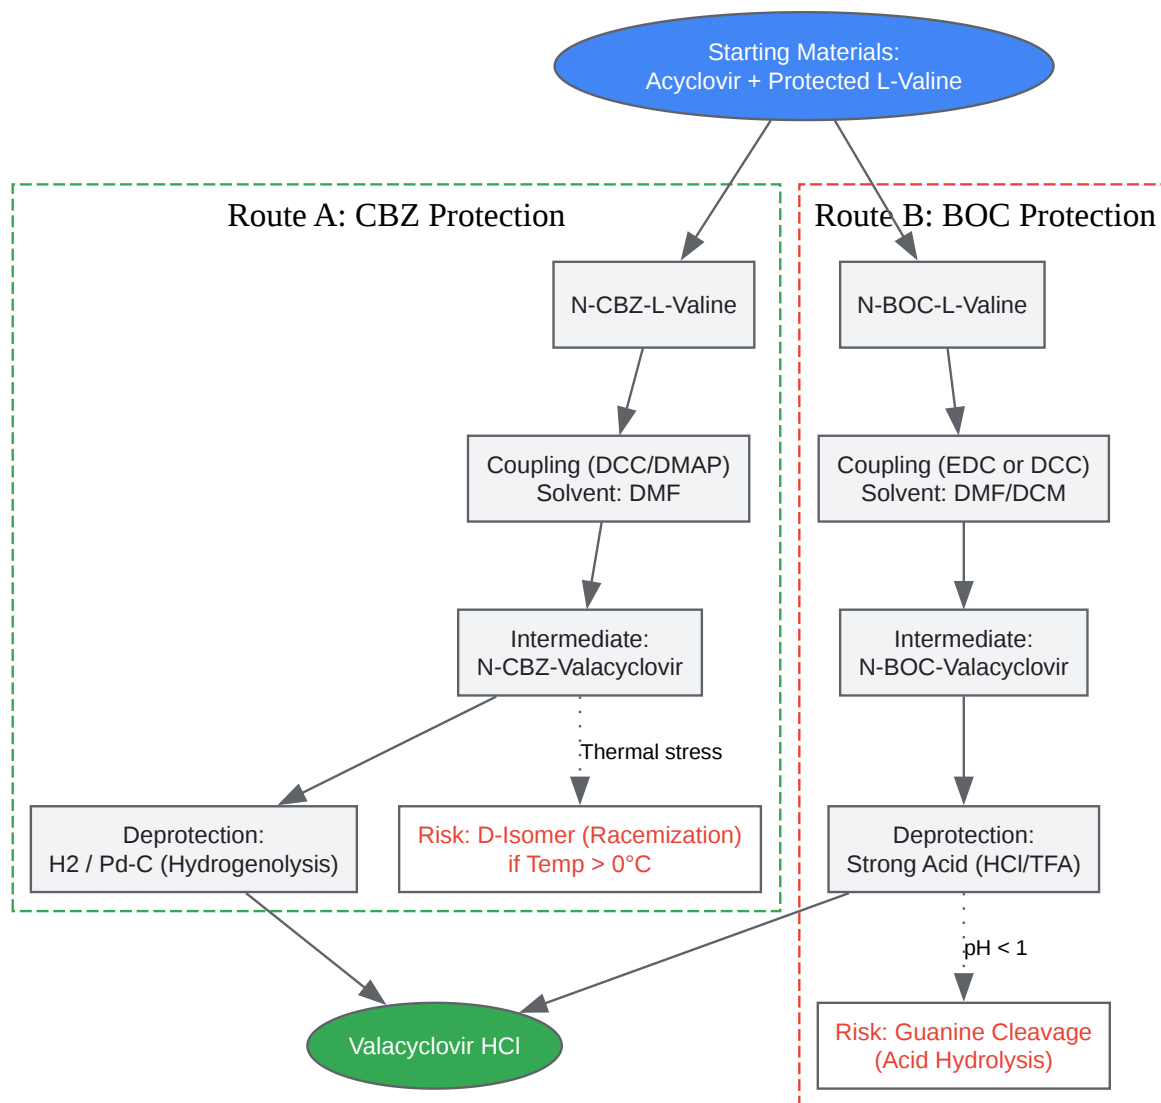 Starting Materials:
Acyclovir + Protected L-Valine
Route A: CBZ Protection
N-CBZ-L-Valine
Coupling (DCC/DMAP)
Solvent: DMF
Intermediate:
N-CBZ-Valacyclovir
Thermal stress
Deprotection:
H2 / Pd-C (Hydrogenolysis)
Risk: D-Isomer (Racemization)
if Temp > 0°C
Route B: BOC Protection
N-BOC-L-Valine
Coupling (EDC or DCC)
Solvent: DMF/DCM
Intermediate:
N-BOC-Valacyclovir
Deprotection:
Strong Acid (HCl/TFA)
pH < 1
Risk: Guanine Cleavage
(Acid Hydrolysis)
Valacyclovir HCl